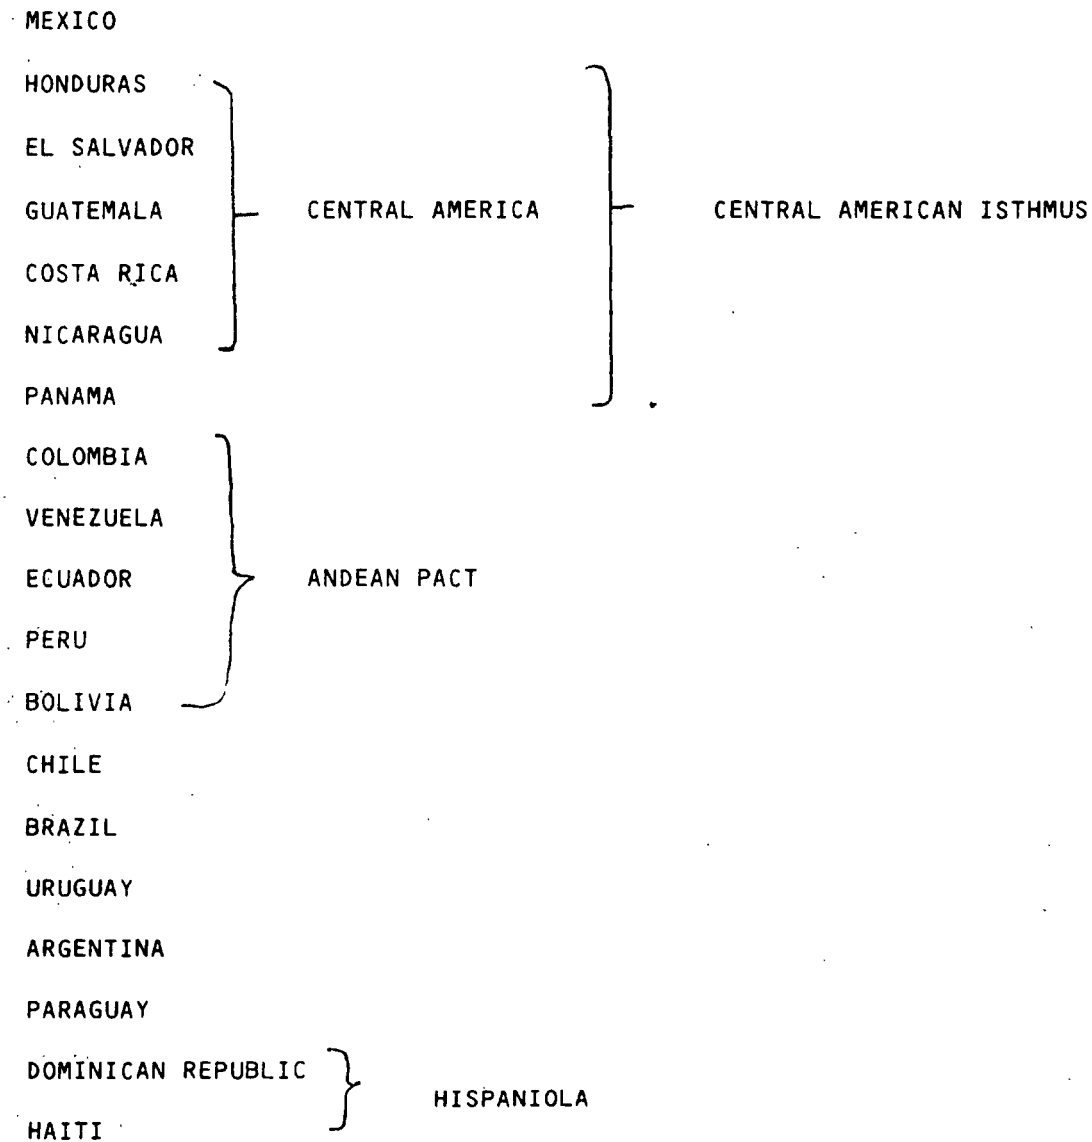 MEXICO
HONDURAS
EL SALVADOR
GUATEMALA CENTRAL AMERICA CENTRAL AMERICAN ISTHMUS
COSTA RICA
NICARAGUA
PANAMA
COLOMBIA
VENEZUELA
ECUADOR ANDEAN PACT
PERU
BOLIVIA
CHILE
BRAZIL
URUGUAY
ARGENTINA
PARAGUAY
DOMINICAN REPUBLIC
HISPANIOLA
HAITI